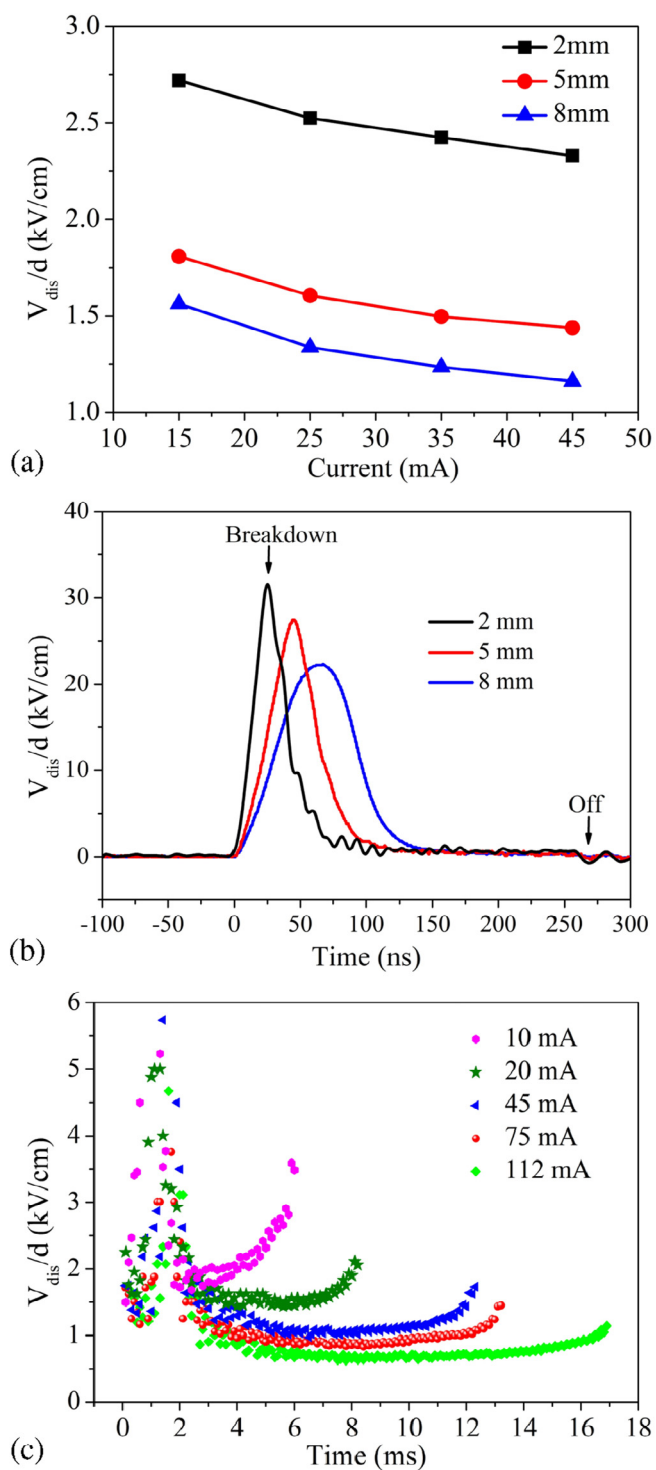 3.0
2mm
5mm
8mm
2.5
2.0
1.5
1.0
V_dis/d (kV/cm)
10 15 20 25 30 35 40 45 50
Current (mA)
(a)
40
Breakdown
30
2 mm
5 mm
8 mm
20
10
Off
0
V_dis/d (kV/cm)
-100 -50 0 50 100 150 200 250 300
Time (ns)
(b)
6
10 mA
20 mA
45 mA
75 mA
112 mA
5
4
3
2
1
0
V_dis/d (kV/cm)
0 2 4 6 8 10 12 14 16 18
Time (ms)
(c)